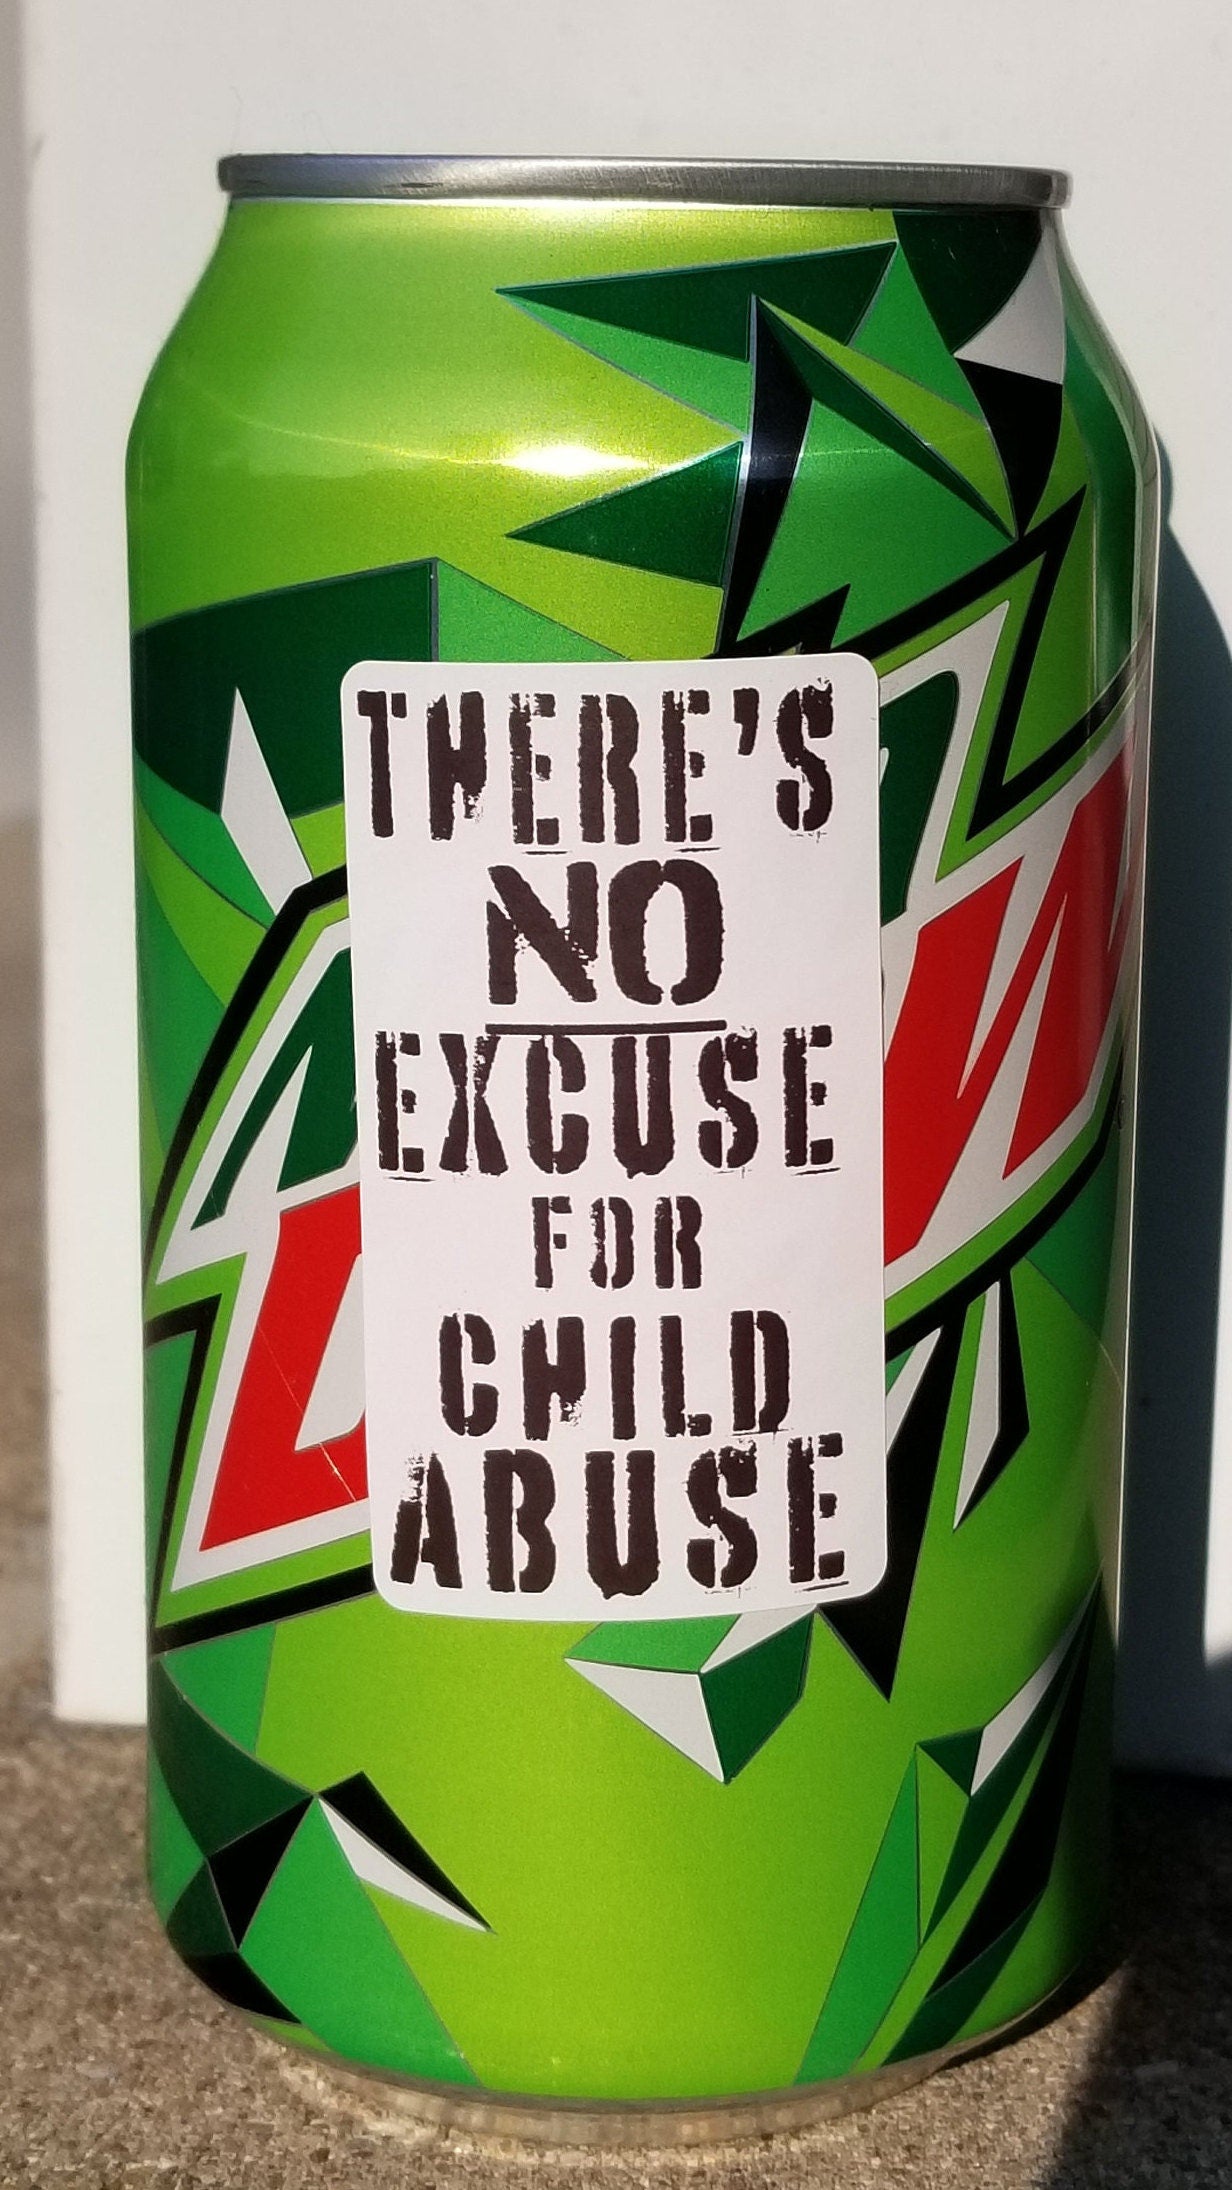 THERE'S
NO
EXCUSE
FOR
CHILD
ABUSE